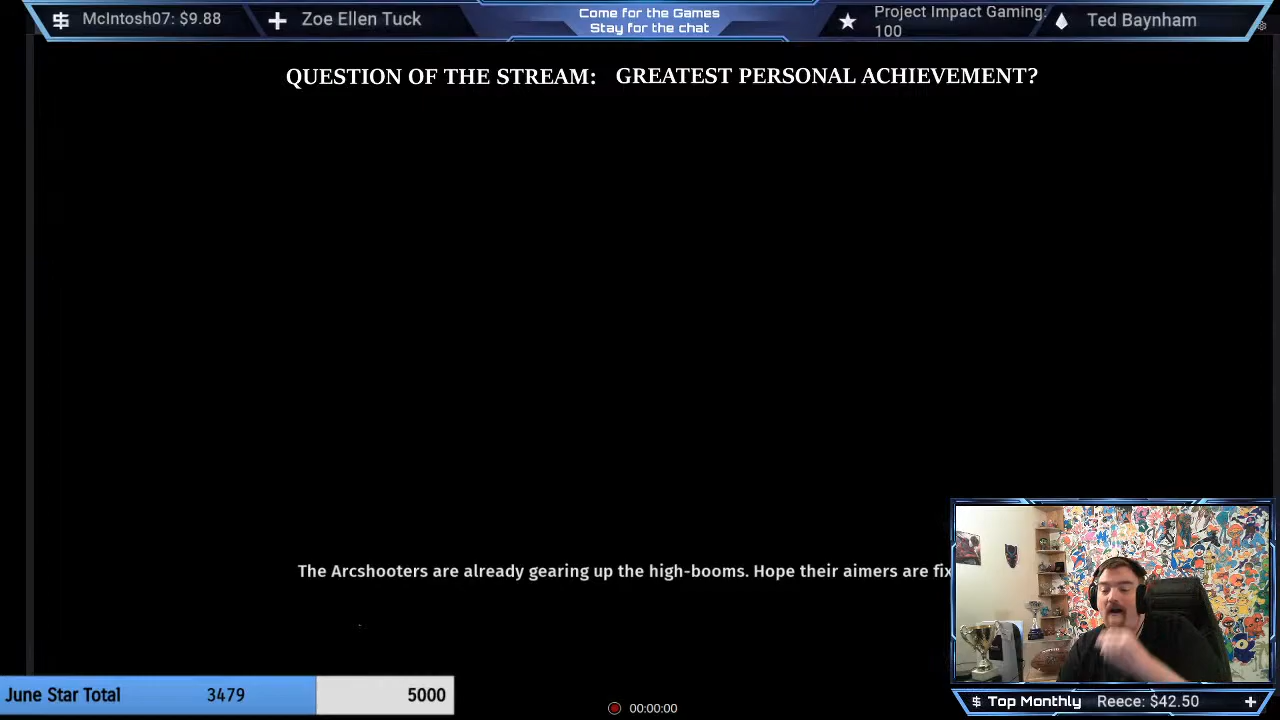 McIntosh07: $9.88
Zoe Ellen Tuck
Come for the Games
Stay for the chat
Project Impact Gaming:
100
Ted Baynham
QUESTION OF THE STREAM: GREATEST PERSONAL ACHIEVEMENT?
The Arcshooters are already gearing up the high-booms. Hope their aimers are fix
June Star Total 3479 5000
00:00:00
Top Monthly Reece: $42.50